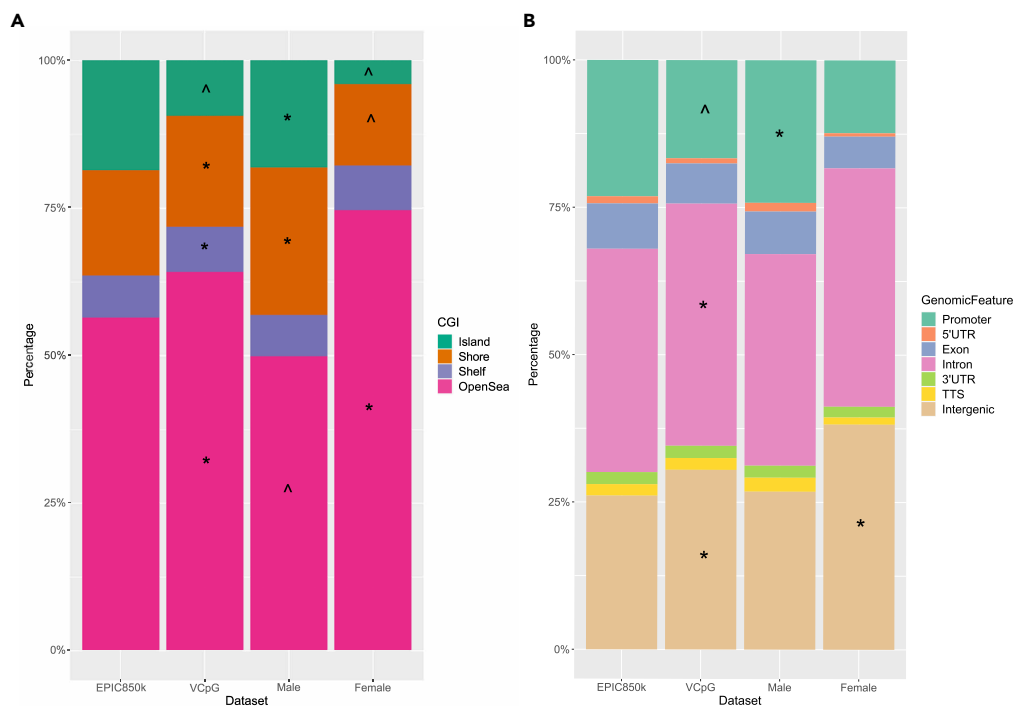 A
100%
75%
50%
25%
0%
Percentage
^
*
*
*
*
*
^
^
^
*
EPIC850k
VCpG
Male
Female
Dataset
CGI
Island
Shore
Shelf
OpenSea
B
100%
75%
50%
25%
0%
Percentage
^
*
*
*
*
EPIC850k
VCpG
Male
Female
Dataset
GenomicFeature
Promoter
5'UTR
Exon
Intron
3'UTR
TTS
Intergenic